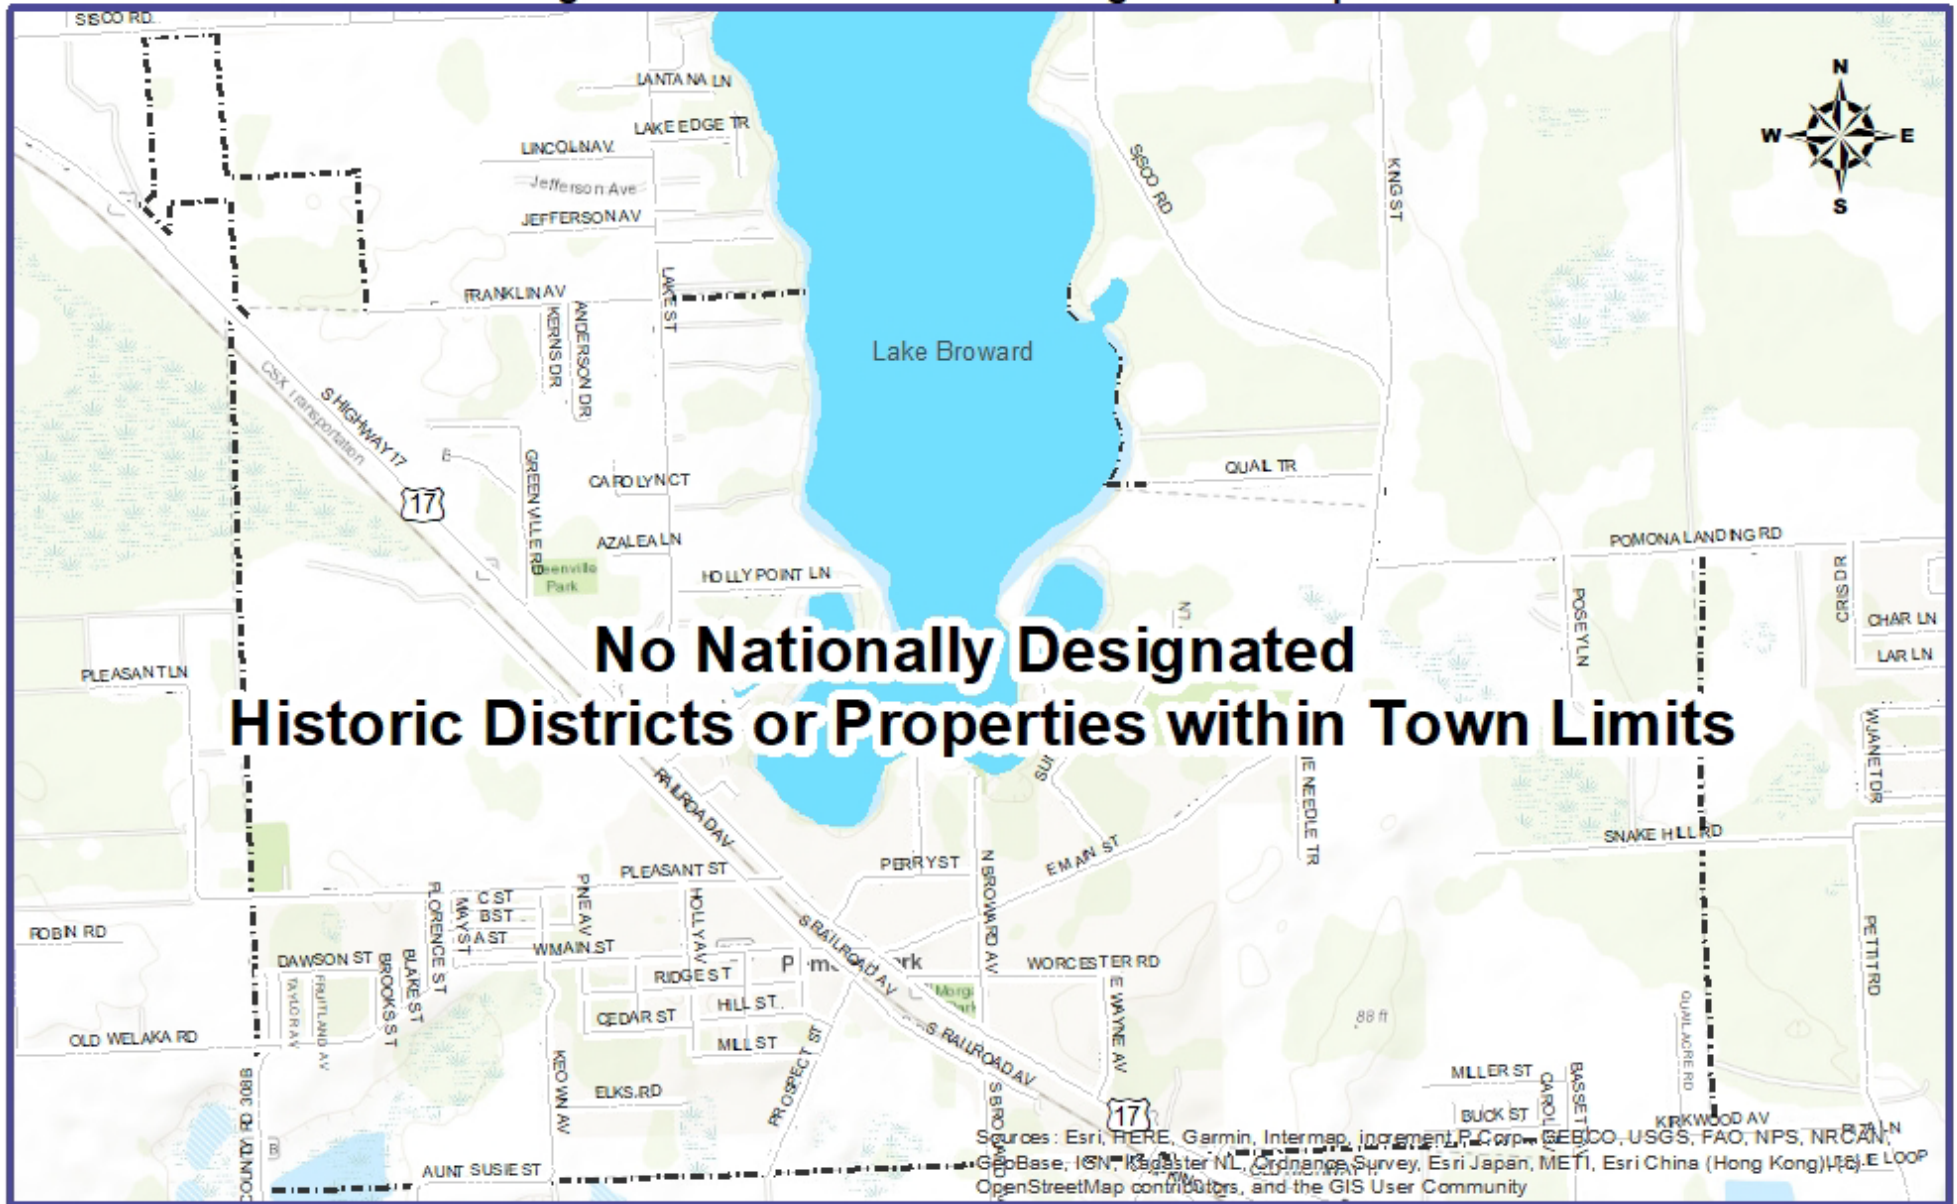 SISCO RD.
LANTANA LN
LAKE EDGE TR
LINCOLN AV
Jefferson Ave
JEFFERSON AV
SISCO RD
KING ST
N
W
E
S
FRANKLIN AV
LAKE ST
KERNS DR
ANDERSON DR
Lake Broward
CSX Transportation
S HIGHWAY 17
17
GREENVILLE RD
CAROLYN CT
QUAIL TR
AZALEA LN
Park
HOLLY POINT LN
POMONA LANDING RD
CRIS DR
POSEY LN
CHAR LN
LAR LN
PLEASANT LN
No Nationally Designated
Historic Districts or Properties within Town Limits
W JANET DR
RAILROAD AV
E NEEDLE TR
SNAKE HILL RD
PLEASANT ST
PERRY ST
E MAIN ST
N BROWARD AV
FLORENCE ST
MAY ST
C ST
B ST
A ST
PINE AV
HOLLY AV
S RAILROAD AV
ROBIN RD
DAWSON ST
BROOKS ST
BLAKE ST
W MAIN ST
RIDGE ST
WORCESTER RD
PETTIT RD
TAYLOR AV
FRUITLAND AV
HILL ST
CEDAR ST
E WAYNE AV
88 ft
QUAIL ACRE RD
OLD WELAKA RD
MILL ST
S RAILROAD AV
PROSPECT ST
KEOWN AV
ELKS RD
COUNTY RD 308B
B
17
MILLER ST
BUCK ST
KIRKWOOD AV
AUNT SUSIE ST
LOOP
Sources: Esri, HERE, Garmin, Intermap, increment P Corp., GEBCO, USGS, FAO, NPS, NRCAN,
GeoBase, IGN, Kadaster NL, Ordnance Survey, Esri Japan, METI, Esri China (Hong Kong), (c)
OpenStreetMap contributors, and the GIS User Community